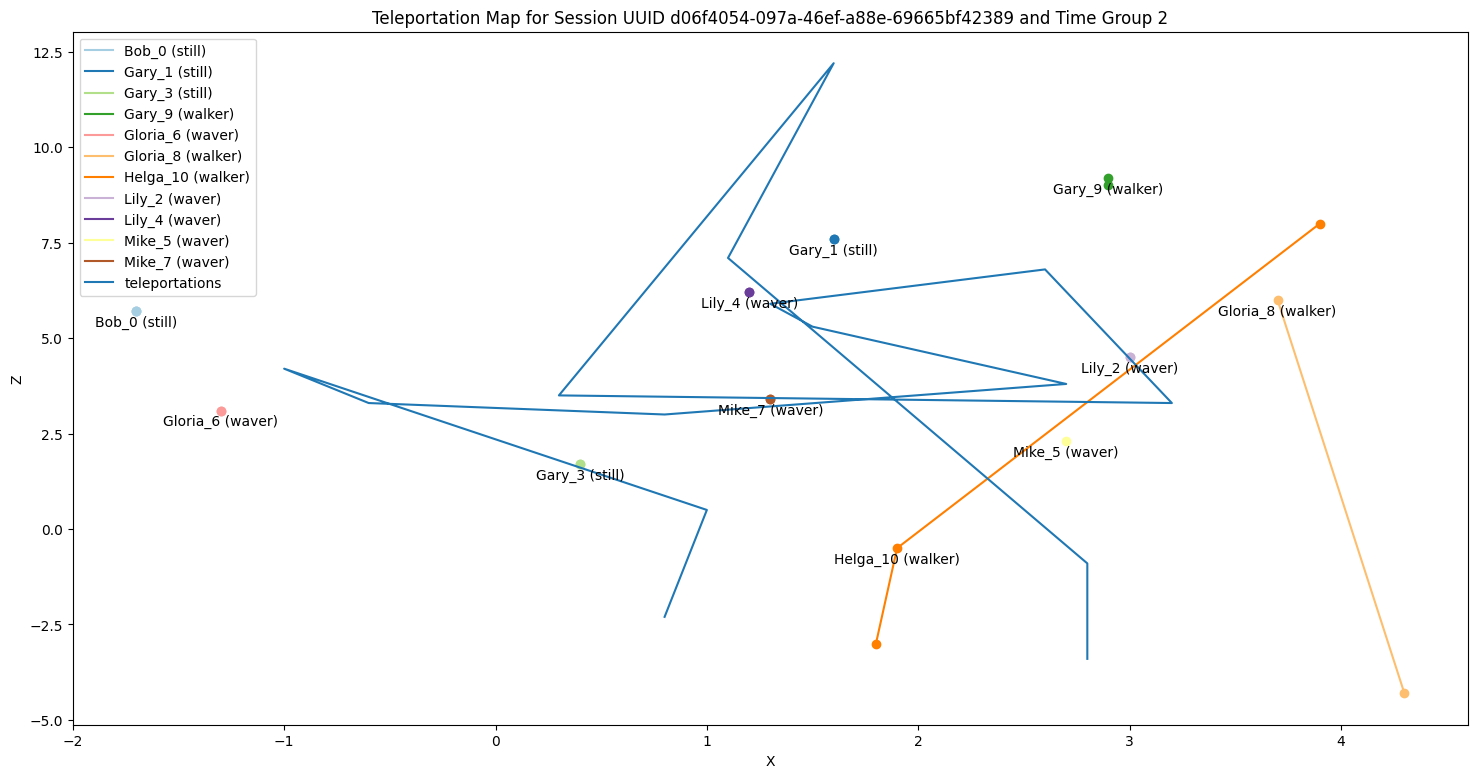 Teleportation Map for Session UUID d06f4054-097a-46ef-a88e-69665bf42389 and Time Group 2
Bob_0 (still)
Gary_1 (still)
Gary_3 (still)
Gary_9 (walker)
Gloria_6 (waver)
Gloria_8 (walker)
Helga_10 (walker)
Lily_2 (waver)
Lily_4 (waver)
Mike_5 (waver)
Mike_7 (waver)
teleportations
12.5
10.0
7.5
5.0
2.5
0.0
−2.5
−5.0
Z
Gary_9 (walker)
Gary_1 (still)
Lily_4 (waver)
Gloria_8 (walker)
Bob_0 (still)
Lily_2 (waver)
Mike_7 (waver)
Gloria_6 (waver)
Mike_5 (waver)
Gary_3 (still)
Helga_10 (walker)
−2
−1
0
1
2
3
4
X